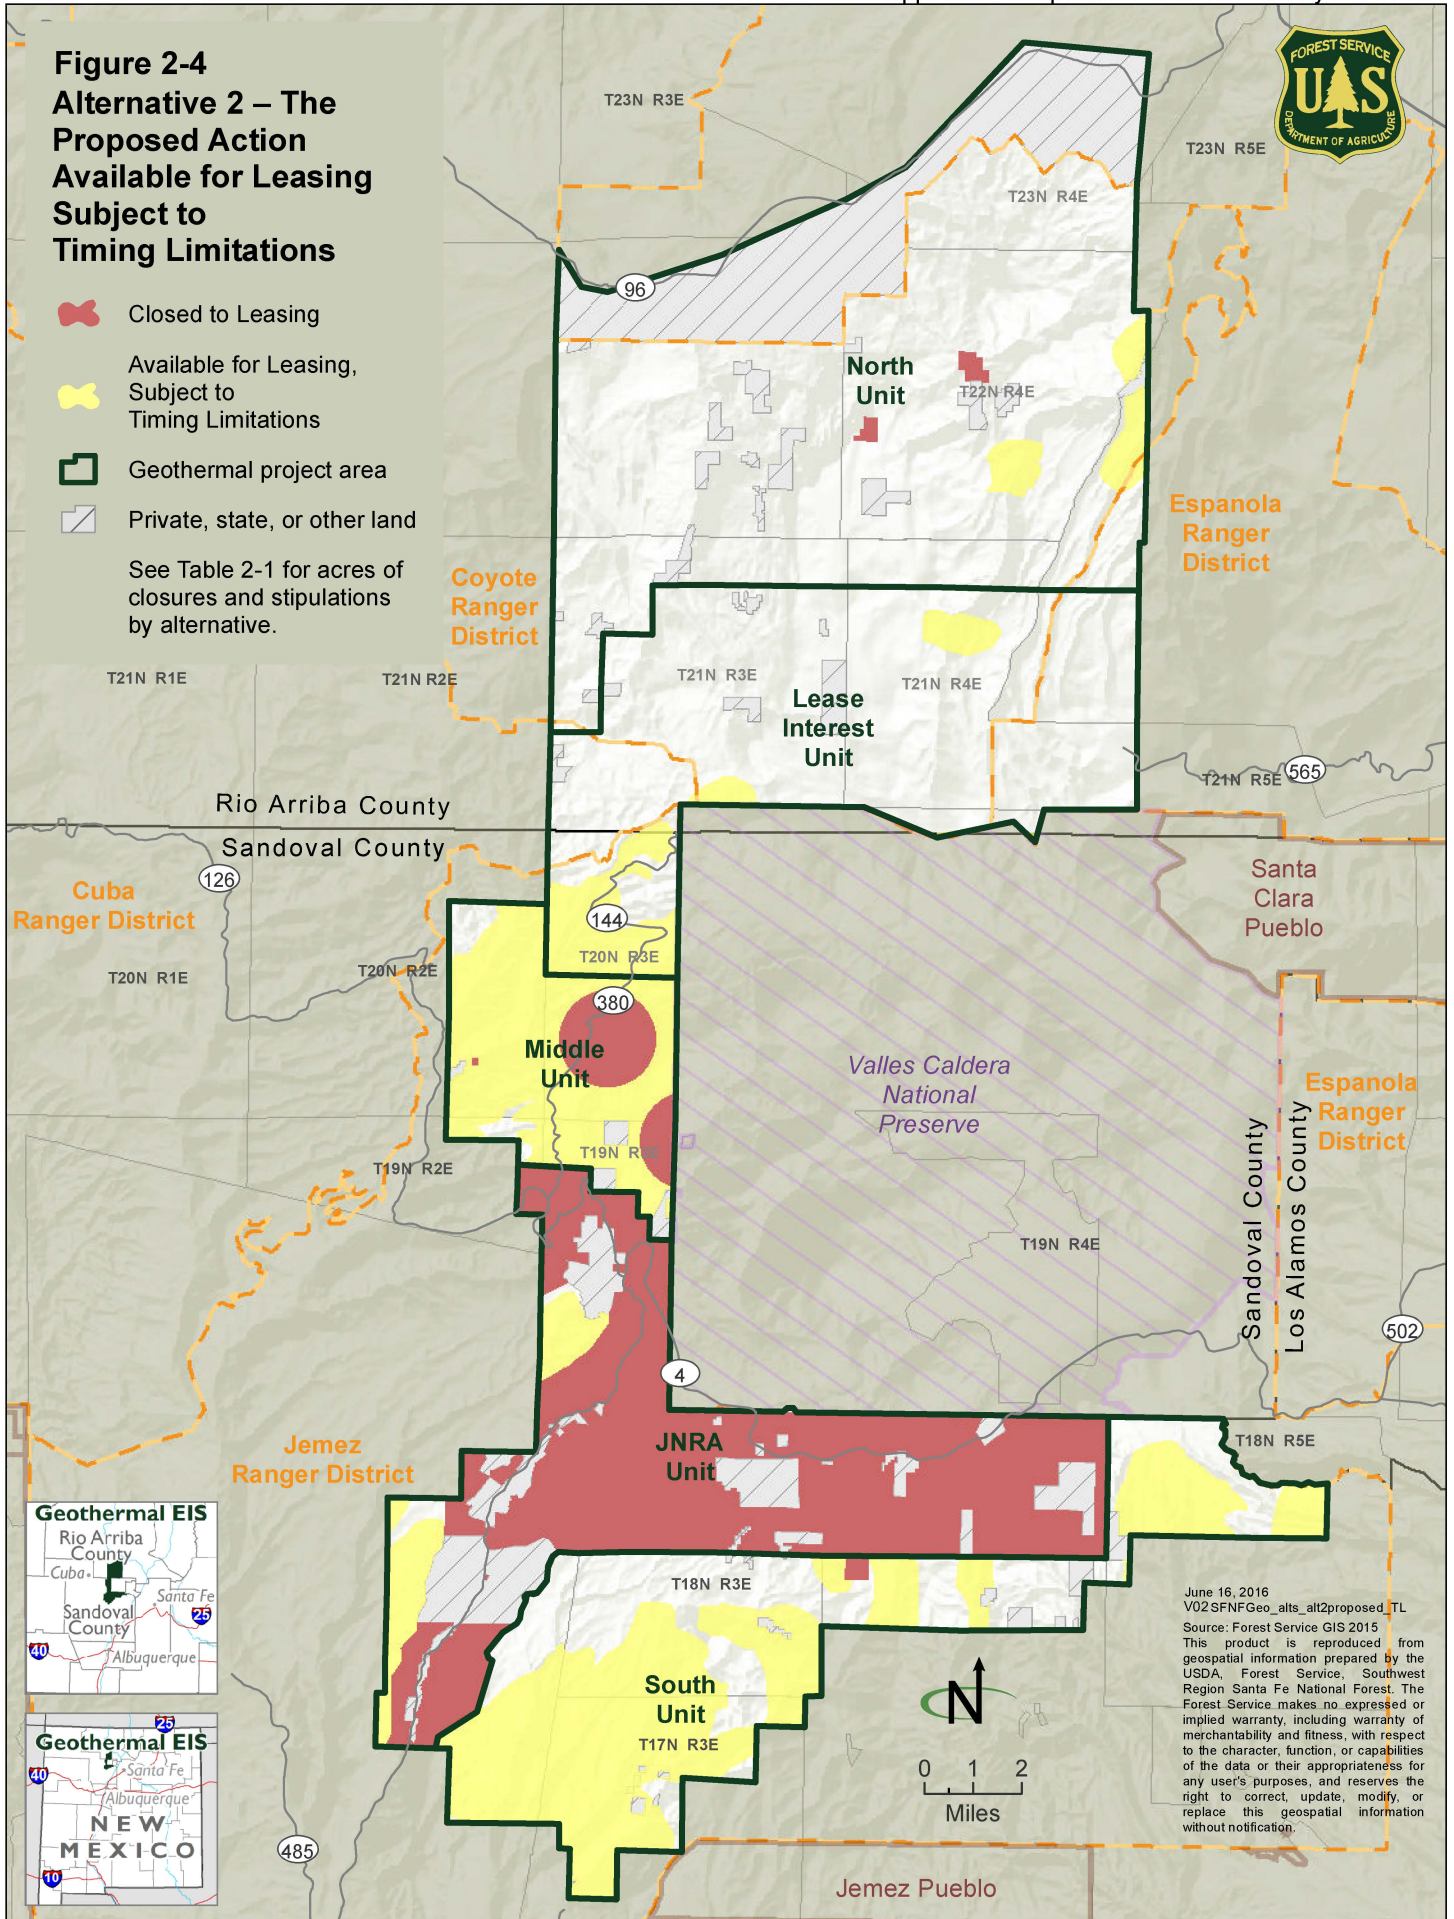 Figure 2-4
Alternative 2 – The
Proposed Action
Available for Leasing
Subject to
Timing Limitations
Closed to Leasing
Available for Leasing,
Subject to
Timing Limitations
Geothermal project area
Private, state, or other land
See Table 2-1 for acres of
closures and stipulations
by alternative.
FOREST SERVICE
U S
DEPARTMENT OF AGRICULTURE
T23N R3E
T23N R5E
T23N R4E
96
North
Unit
T22N R4E
Espanola
Ranger
District
Coyote
Ranger
District
T21N R1E
T21N R2E
T21N R3E
T21N R4E
Lease
Interest
Unit
T21N R5E
565
Rio Arriba County
Sandoval County
126
Cuba
Ranger District
Santa
Clara
Pueblo
144
T20N R3E
T20N R1E
T20N R2E
380
Middle
Unit
Valles Caldera
National
Preserve
Espanola
Ranger
District
T19N R2E
T19N
Sandoval County
Los Alamos County
T19N R4E
502
4
JNRA
Unit
T18N R5E
Jemez
Ranger District
T18N R3E
South
Unit
T17N R3E
N
0 1 2
Miles
485
Jemez Pueblo
Geothermal EIS
Rio Arriba
County
Cuba
Santa Fe
Sandoval
County
25
40
Albuquerque
25
Geothermal EIS
40
Santa Fe
Albuquerque
NEW
MEXICO
10
June 16, 2016
V02 SFNFGeo_alts_alt2proposed_TL
Source: Forest Service GIS 2015
This product is reproduced from
geospatial information prepared by the
USDA, Forest Service, Southwest
Region Santa Fe National Forest. The
Forest Service makes no expressed or
implied warranty, including warranty of
merchantability and fitness, with respect
to the character, function, or capabilities
of the data or their appropriateness for
any user's purposes, and reserves the
right to correct, update, modify, or
replace this geospatial information
without notification.